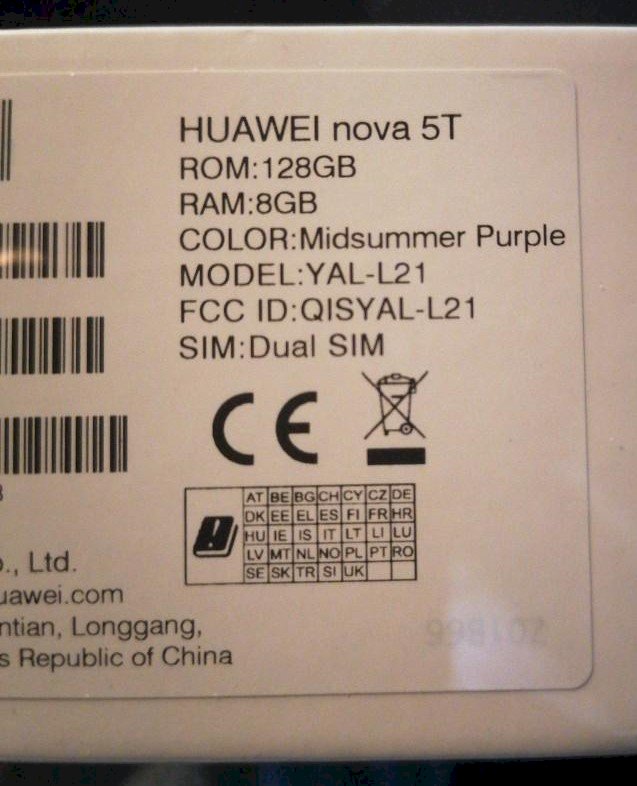 HUAWEI nova 5T
ROM:128GB
RAM:8GB
COLOR:Midsummer Purple
MODEL:YAL-L21
FCC ID:QISYAL-L21
SIM:Dual SIM
CE
AT BE BG CH CY CZ DE
DK EE EL ES FI FR HR
HU IE IS IT LT LI LU
LV MT NL NO PL PT RO
SE SK TR SI UK
., Ltd.
uawei.com
ntian, Longgang,
s Republic of China